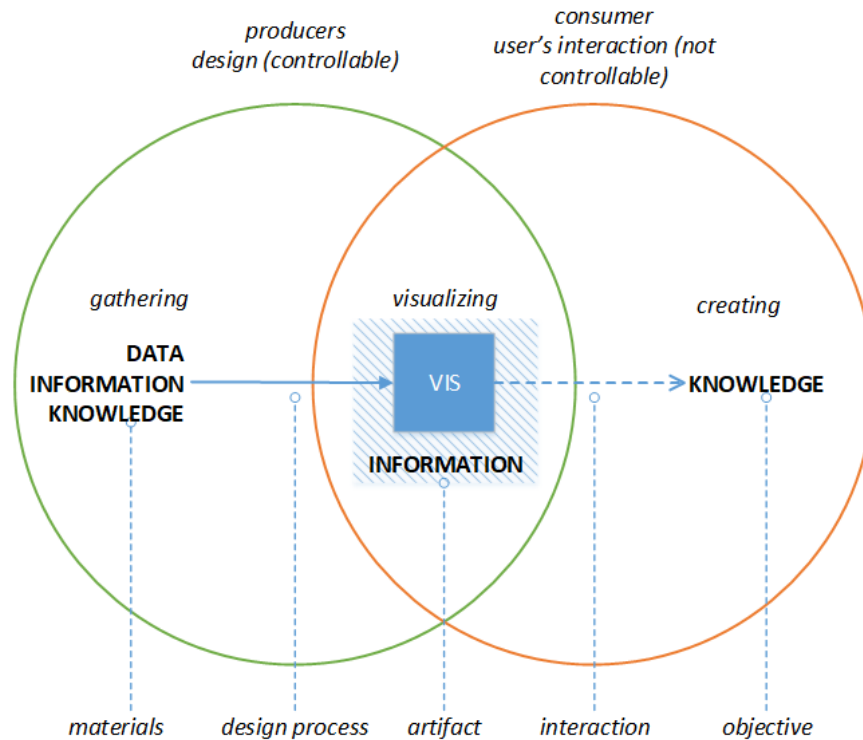 producers
design (controllable)
consumer
user's interaction (not
controllable)
gathering
visualizing
creating
DATA
INFORMATION
KNOWLEDGE
VIS
KNOWLEDGE
INFORMATION
materials
design process
artifact
interaction
objective